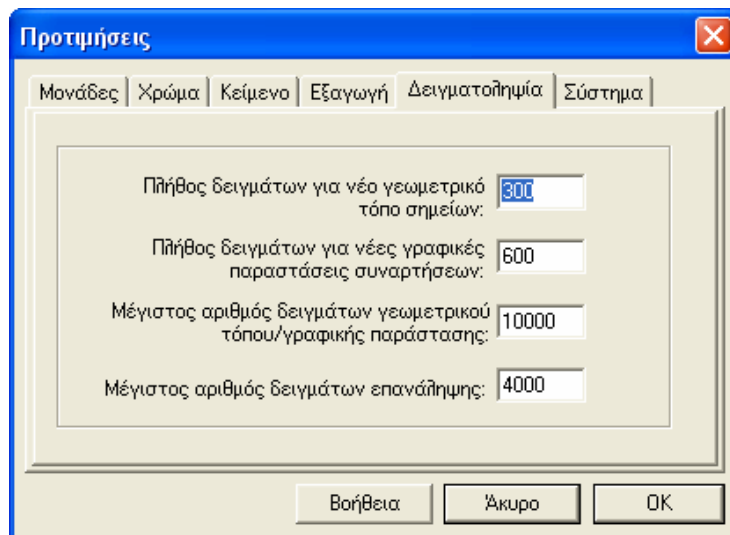 Προτιμήσεις
Μονάδες Χρώμα Κείμενο Εξαγωγή Δειγματοληψία Σύστημα
Πλήθος δειγμάτων για νέο γεωμετρικό
τόπο σημείων:
300
Πλήθος δειγμάτων για νέες γραφικές
παραστάσεις συναρτήσεων:
600
Μέγιστος αριθμός δειγμάτων γεωμετρικού
τόπου/γραφικής παράστασης:
10000
Μέγιστος αριθμός δειγμάτων επανάληψης:
4000
Βοήθεια Άκυρο OK